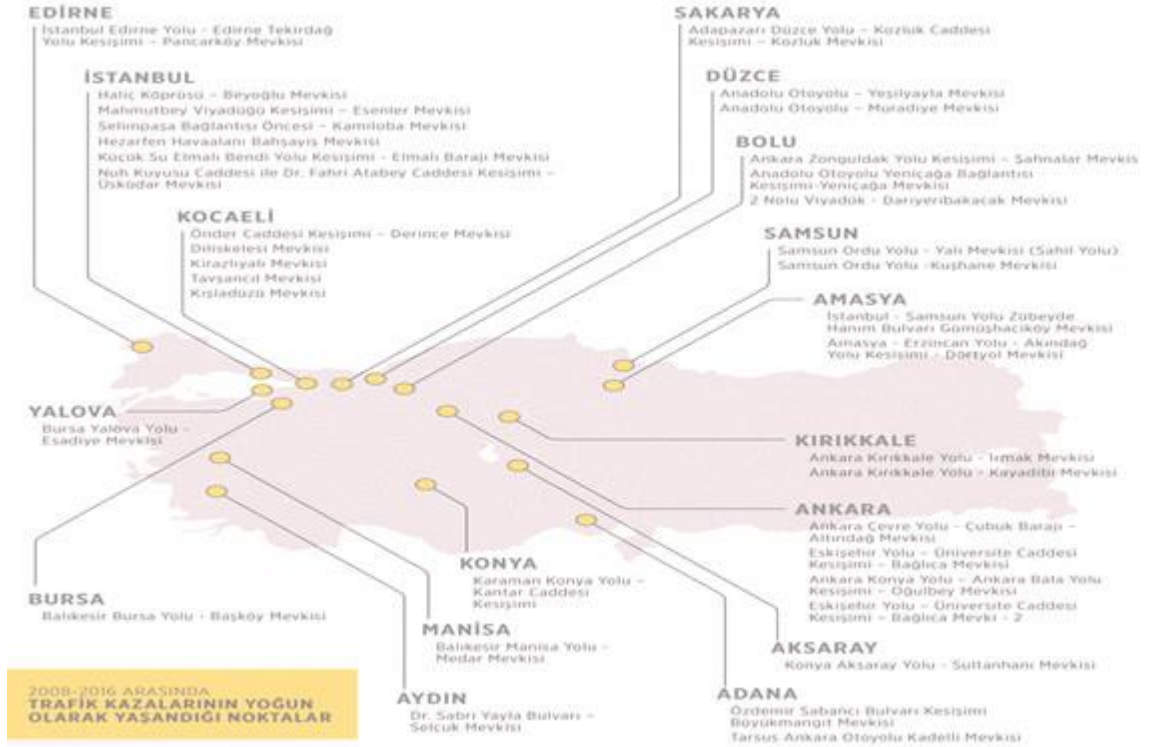 EDİRNE
İstanbul Edirne Yolu - Edirne Tekirdağ
Yolu Kesişimi – Pancarköy Mevkisi
İSTANBUL
Haliç Köprüsü – Beyoğlu Mevkisi
Mahmutbey Viyadüğü Kesişimi – Esenler Mevkisi
Selimpaşa Bağlantısı Öncesi – Kamiloba Mevkisi
Hezarfen Havaalanı Bahşayiş Mevkisi
Küçük Su Elmalı Bendi Yolu Kesişimi - Elmalı Barajı Mevkisi
Nuh Kuyusu Caddesi ile Dr. Fahri Atabey Caddesi Kesişimi –
Üsküdar Mevkisi
KOCAELİ
Önder Caddesi Kesişimi – Derince Mevkisi
Diliskelesi Mevkisi
Kirazlıyalı Mevkisi
Tavşancıl Mevkisi
Kışladüzü Mevkisi
SAKARYA
Adapazarı Düzce Yolu – Kozluk Caddesi
Kesişimi – Kozluk Mevkisi
DÜZCE
Anadolu Otoyolu – Yeşilyayla Mevkisi
Anadolu Otoyolu – Muradiye Mevkisi
BOLU
Ankara Zonguldak Yolu Kesişimi – Şahnalar Mevkis
Anadolu Otoyolu Yeniçağa Bağlantısı
Kesişimi-Yeniçağa Mevkisi
2 Nolu Viyadük - Darıyeribakacak Mevkisi
SAMSUN
Samsun Ordu Yolu - Yalı Mevkisi (Sahil Yolu)
Samsun Ordu Yolu -Kuşhane Mevkisi
AMASYA
İstanbul - Samsun Yolu Zübeyde
Hanım Bulvarı Gümüşhacıköy Mevkisi
Amasya - Erzincan Yolu - Akındağ
Yolu Kesişimi - Dörtyol Mevkisi
YALOVA
Bursa Yalova Yolu –
Esadiye Mevkisi
KIRIKKALE
Ankara Kırıkkale Yolu - Irmak Mevkisi
Ankara Kırıkkale Yolu - Kayadibi Mevkisi
ANKARA
Ankara Çevre Yolu - Çubuk Barajı –
Altındağ Mevkisi
Eskişehir Yolu – Üniversite Caddesi
Kesişimi – Bağlıca Mevkisi
Ankara Konya Yolu – Ankara Bala Yolu
Kesişimi – Oğulbey Mevkisi
Eskişehir Yolu – Üniversite Caddesi
Kesişimi – Bağlıca Mevki - 2
KONYA
Karaman Konya Yolu –
Kantar Caddesi
Kesişimi
BURSA
Balıkesir Bursa Yolu - Başköy Mevkisi
MANİSA
Balıkesir Manisa Yolu –
Medar Mevkisi
AKSARAY
Konya Aksaray Yolu - Sultanhanı Mevkisi
AYDIN
Dr. Sabri Yayla Bulvarı –
Selçuk Mevkisi
ADANA
Özdemir Sabancı Bulvarı Kesişimi
Büyükmangıt Mevkisi
Tarsus-Ankara Otoyolu Kadelli Mevkisi
2008-2016 ARASINDA
TRAFİK KAZALARININ YOĞUN
OLARAK YAŞANDIĞI NOKTALAR